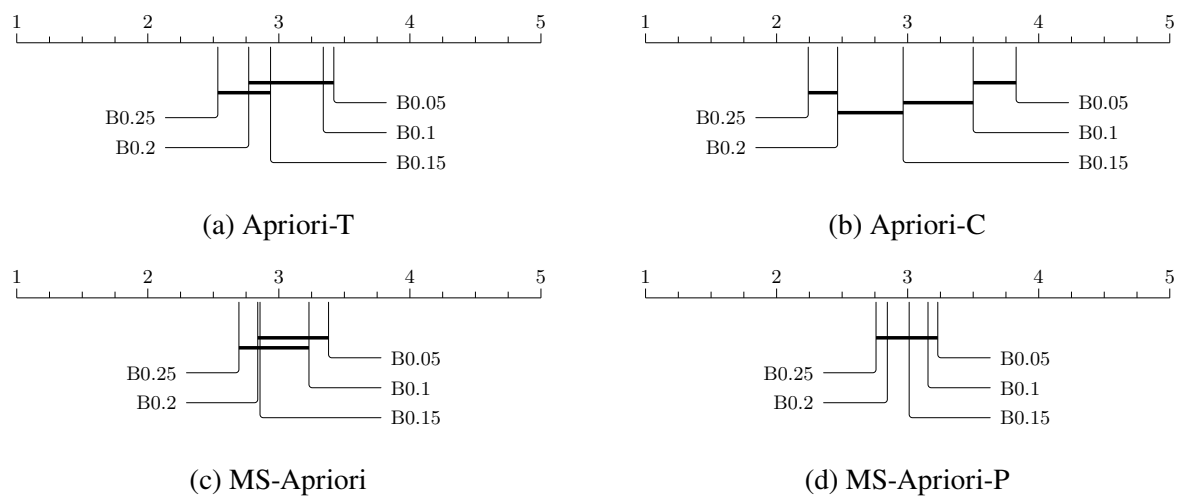 1 2 3 4 5
B0.25
B0.2
B0.05
B0.1
B0.15
(a) Apriori-T
1 2 3 4 5
B0.25
B0.2
B0.05
B0.1
B0.15
(b) Apriori-C
1 2 3 4 5
B0.25
B0.2
B0.05
B0.1
B0.15
(c) MS-Apriori
1 2 3 4 5
B0.25
B0.2
B0.05
B0.1
B0.15
(d) MS-Apriori-P